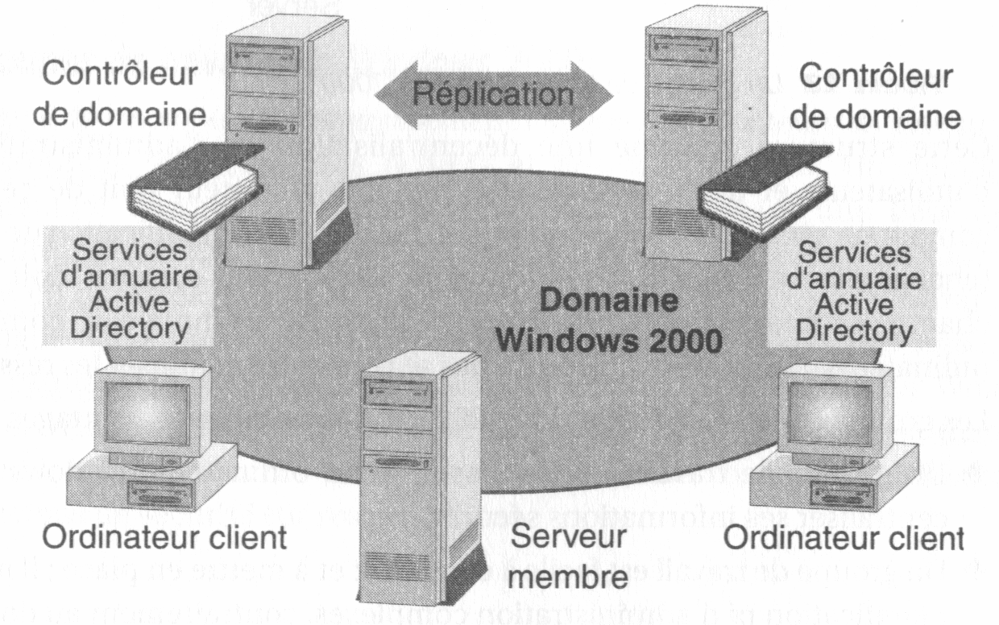 Contrôleur
de domaine
Réplication
Contrôleur
de domaine
Services
d'annuaire
Active
Directory
Services
d'annuaire
Active
Directory
Domaine
Windows 2000
Ordinateur client
Serveur
membre
Ordinateur client